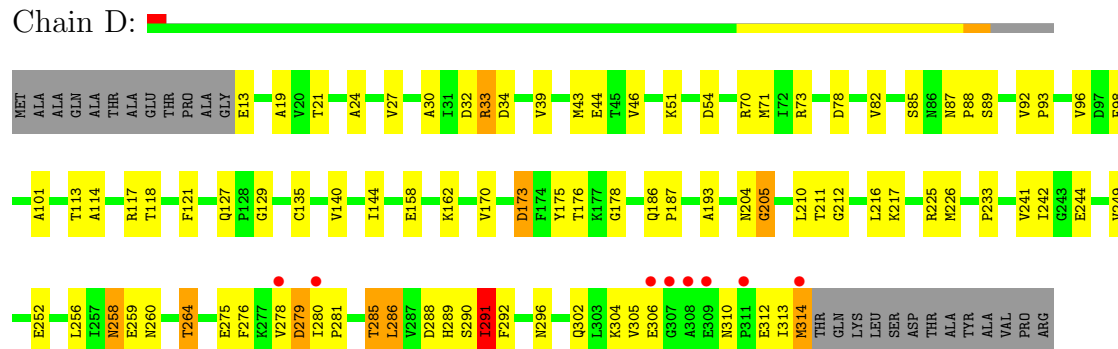 Chain D:
MET ALA ALA GLN ALA THR ALA GLU THR PRO ALA GLY E13 A19 V20 T21 A24 V27 A30 I31 D32 R33 D34 V39 M43 E44 T45 V46 K51 D54 R70 M71 I72 R73 D78 V82 S85 N86 N87 P88 S89 V92 P93 V96 D97
A101 T113 A114 R117 T118 F121 Q127 P128 G129 C135 V140 I144 E158 K162 V170 D173 F174 Y175 T176 K177 G178 Q186 P187 A193 N204 G205 L210 T211 G212 L216 K217 R225 M226 P233 V241 I242 G243 E244
E252 L256 I257 N258 E259 N260 T264 E275 F276 K277 V278 D279 I280 P281 T285 L286 V287 D288 H289 S290 I291 F292 N296 Q302 L303 K304 V305 E306 G307 A308 E309 N310 P311 E312 I313 M314 THR GLN LYS LEU SER ASP THR ALA TYR ALA VAL PRO ARG